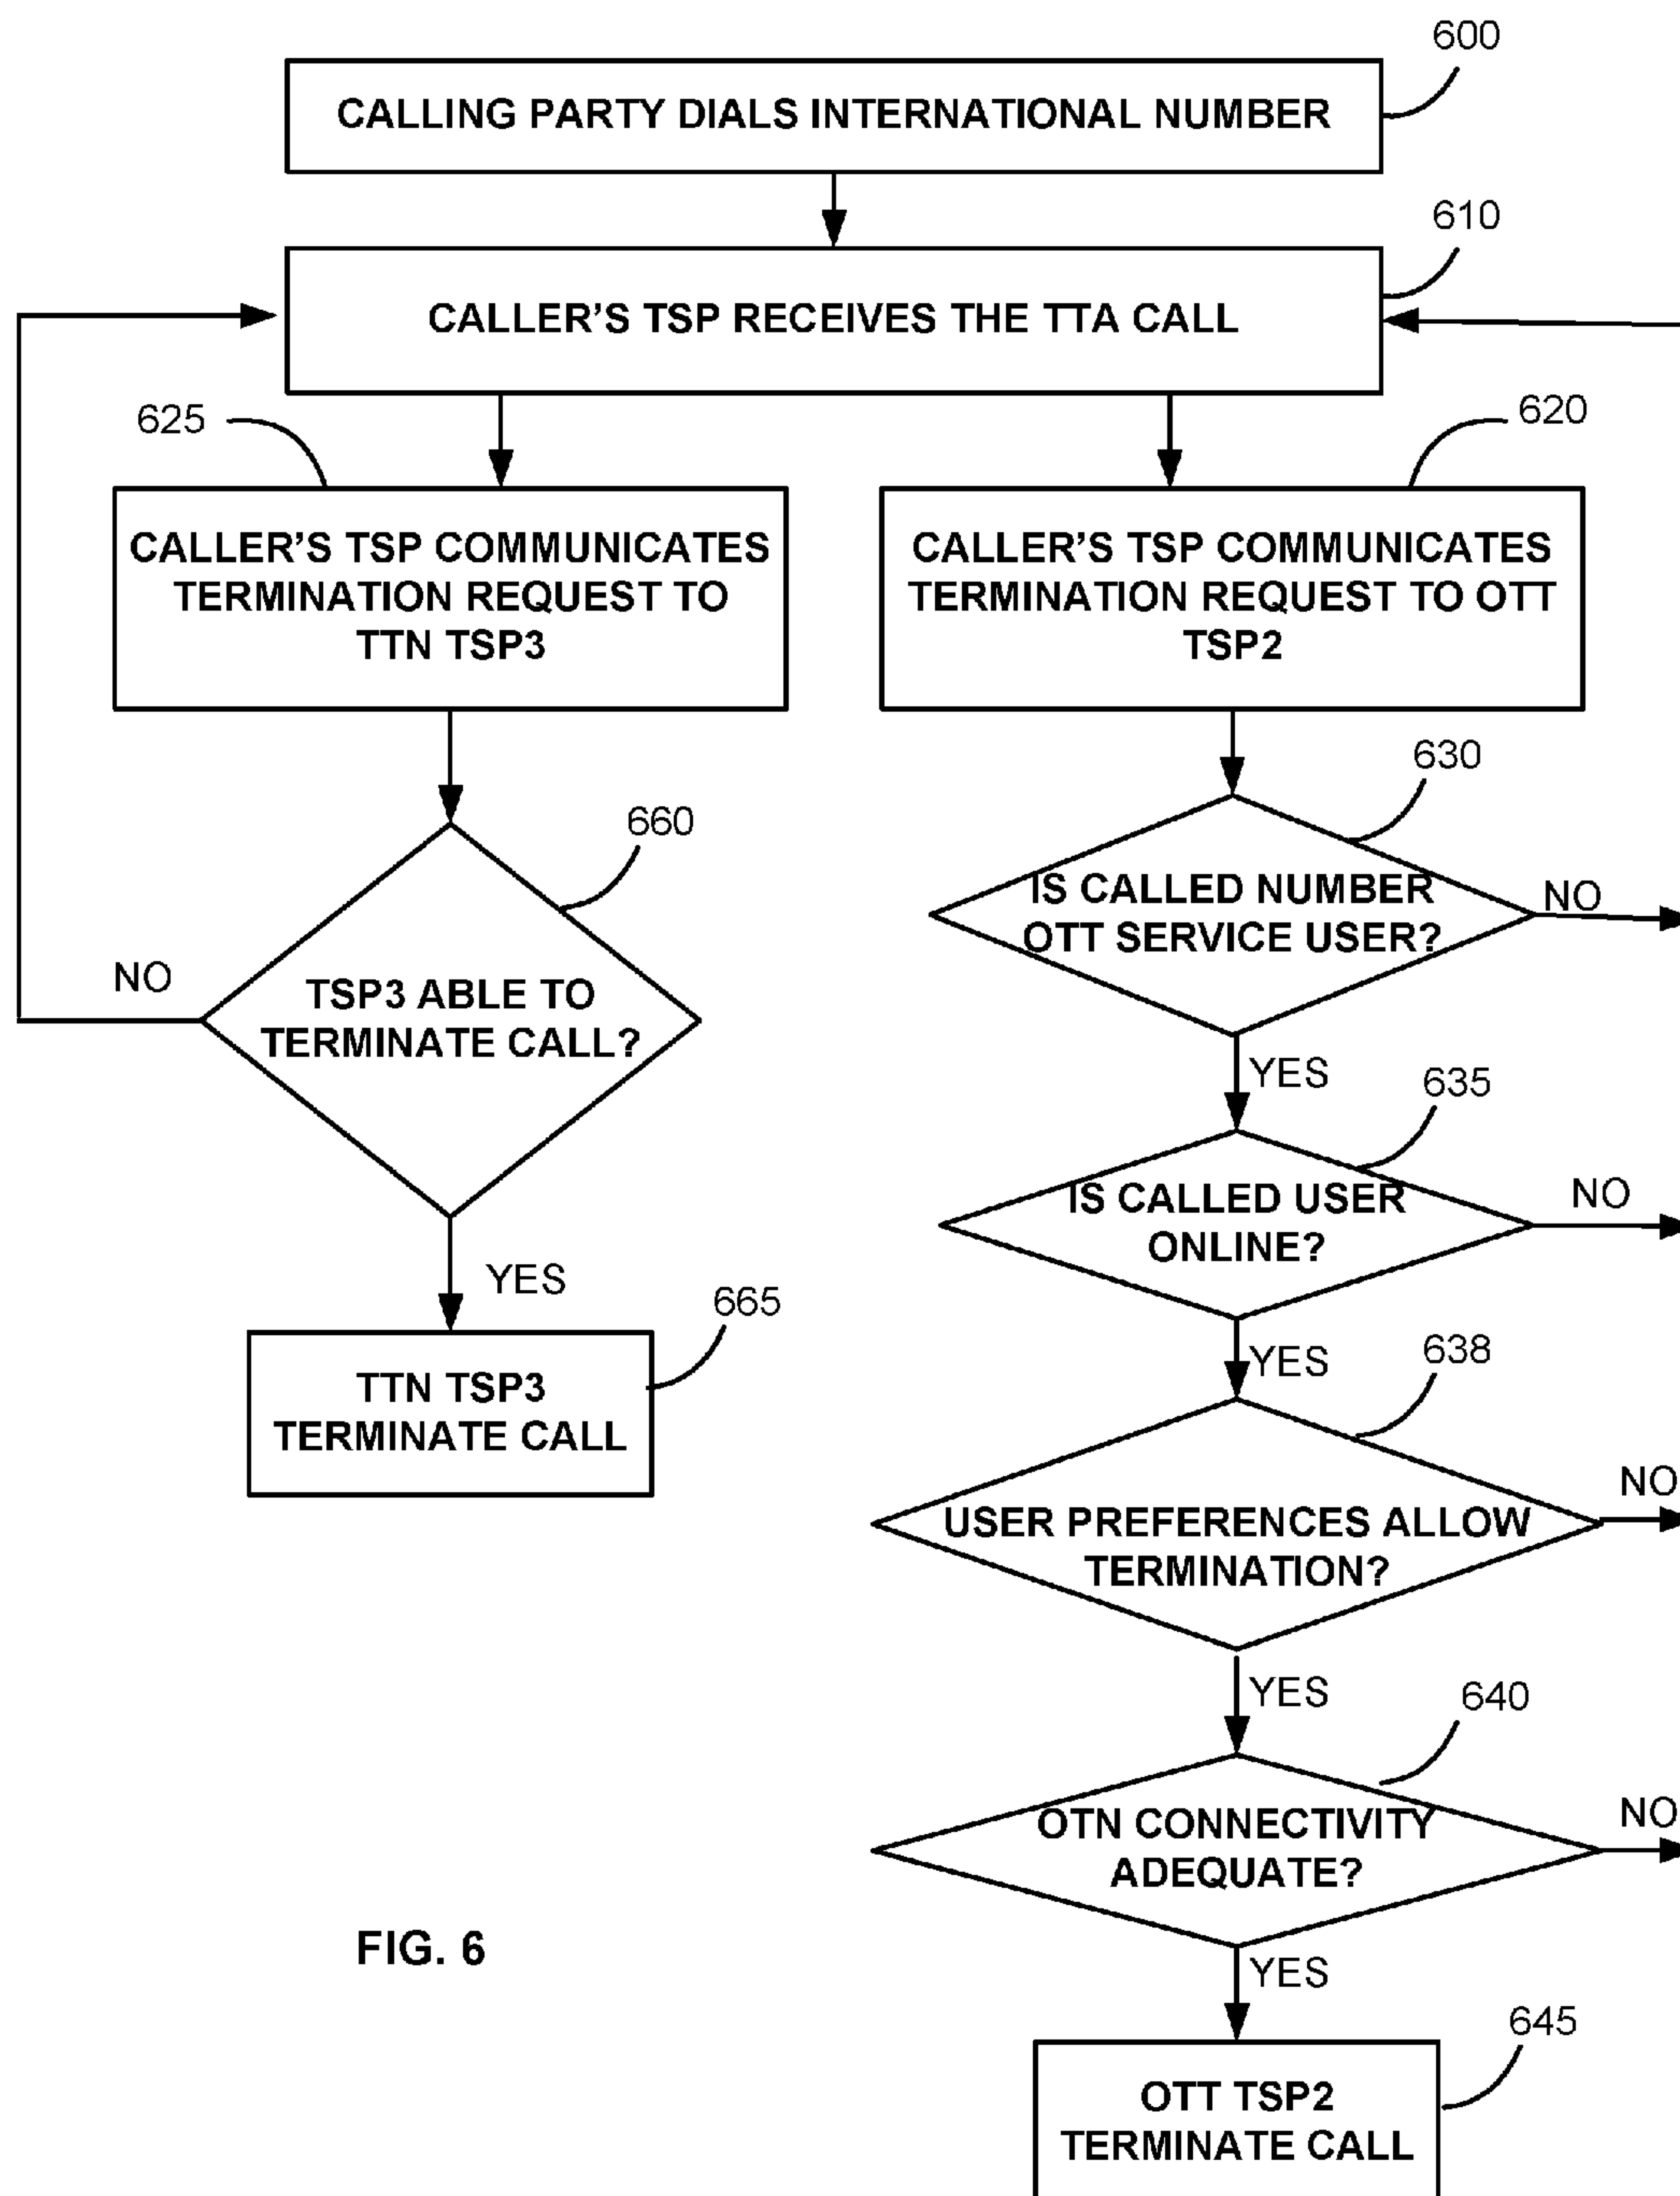 600
CALLING PARTY DIALS INTERNATIONAL NUMBER
610
CALLER'S TSP RECEIVES THE TTA CALL
625
620
CALLER'S TSP COMMUNICATES
TERMINATION REQUEST TO
TTN TSP3
CALLER'S TSP COMMUNICATES
TERMINATION REQUEST TO OTT
TSP2
630
660
IS CALLED NUMBER
OTT SERVICE USER?
NO
NO
TSP3 ABLE TO
TERMINATE CALL?
YES
635
IS CALLED USER
ONLINE?
NO
YES
665
YES
638
TTN TSP3
TERMINATE CALL
NO
USER PREFERENCES ALLOW
TERMINATION?
YES
640
NO
OTN CONNECTIVITY
ADEQUATE?
FIG. 6
YES
645
OTT TSP2
TERMINATE CALL